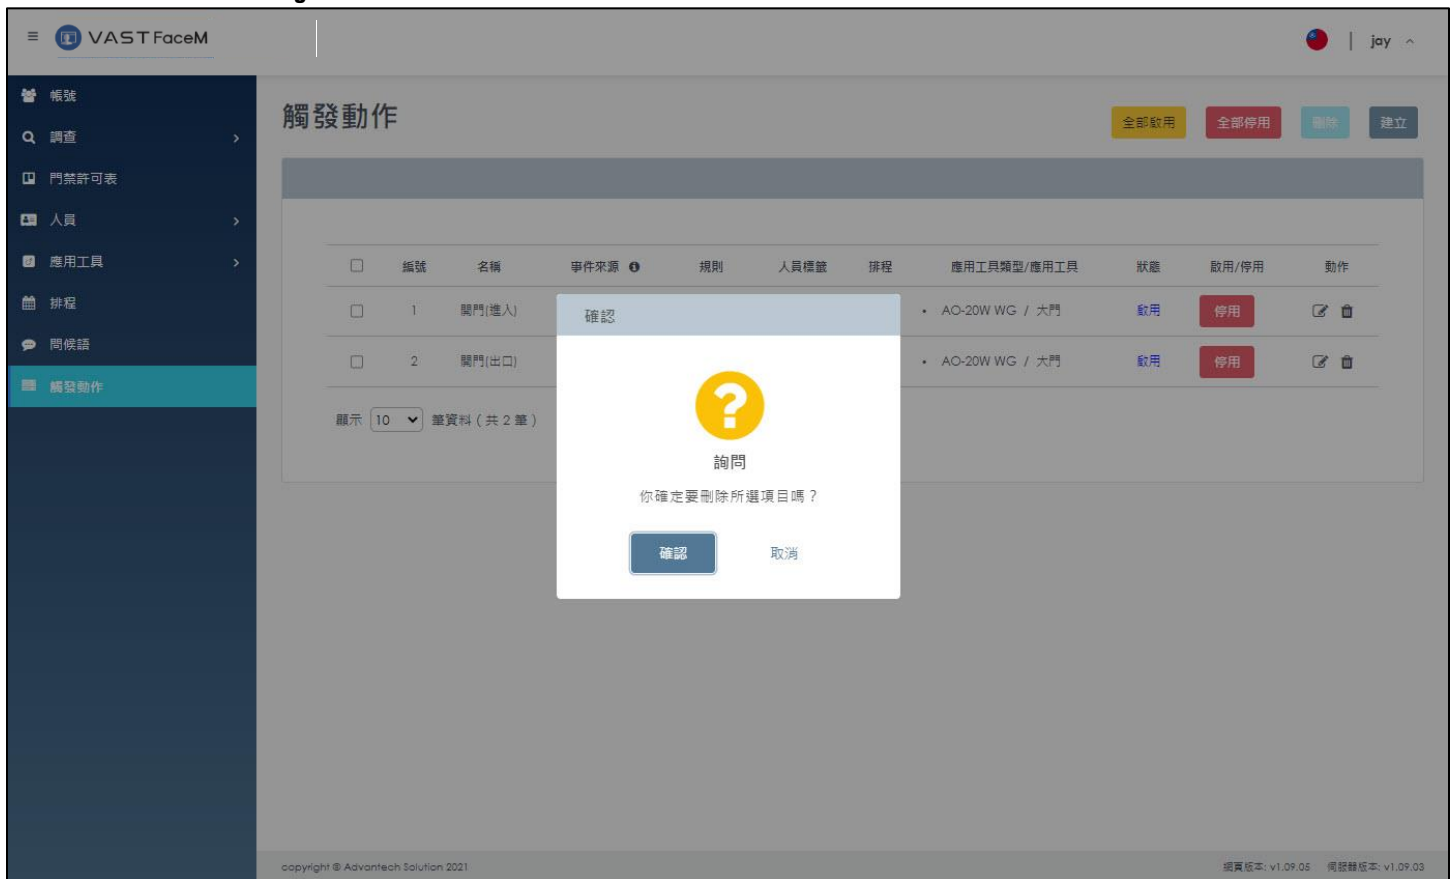 VAST FaceM
jay
帳號
調查
門禁許可表
人員
應用工具
排程
問候語
觸發動作
觸發動作
全部啟用 全部停用 刪除 建立
編號 名稱 事件來源 規則 人員標籤 排程 應用工具類型/應用工具 狀態 啟用/停用 動作
1 開門(進入) • AO-20W WG / 大門 啟用 停用
2 開門(出口) • AO-20W WG / 大門 啟用 停用
顯示 10 筆資料 ( 共 2 筆 )
確認
詢問
你確定要刪除所選項目嗎？
確認 取消
copyright © Advantech Solution 2021
網頁版本: v1.09.05 伺服器版本: v1.09.03